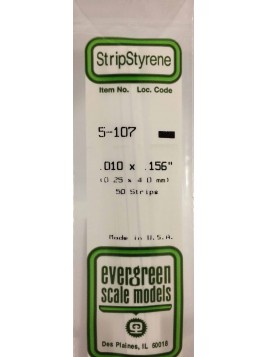 StripStyrene
Item No. Loc. Code
5-107
.010 x .156"
(0.25 x 4.0 mm)
50 Strips
Made in U.S.A.
evergreen
scale models
Des Plaines, IL 60018